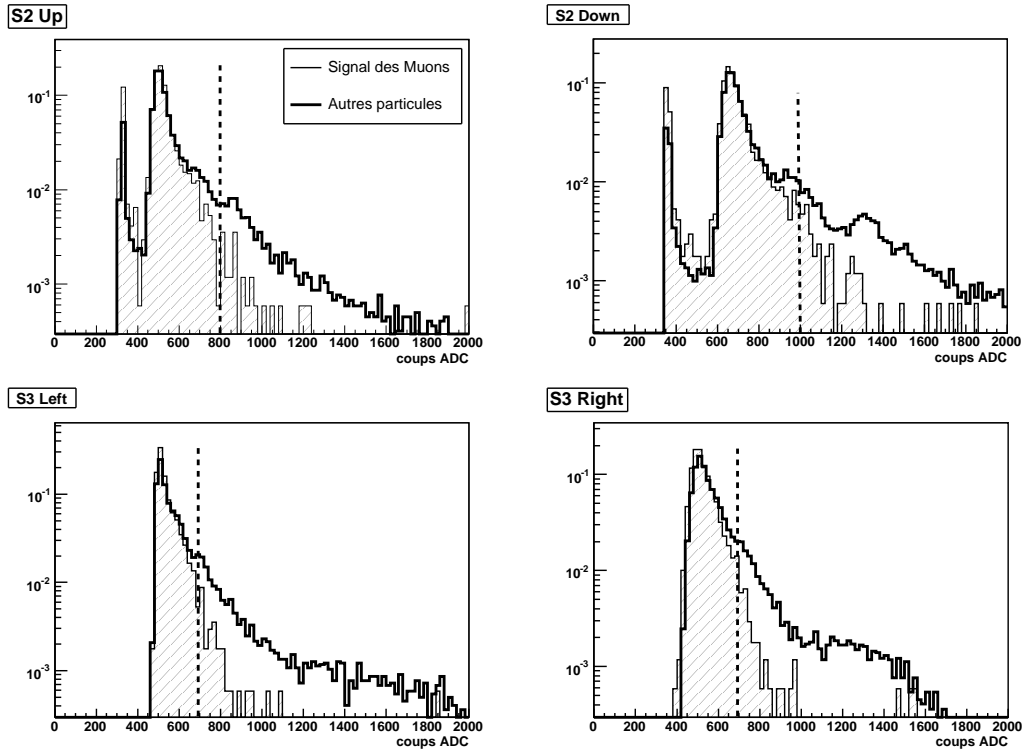 S2 Up
Signal des Muons
Autres particules
10-1
10-2
10-3
0 200 400 600 800 1000 1200 1400 1600 1800 2000
coups ADC
S2 Down
10-1
10-2
10-3
0 200 400 600 800 1000 1200 1400 1600 1800 2000
coups ADC
S3 Left
10-1
10-2
10-3
0 200 400 600 800 1000 1200 1400 1600 1800 2000
coups ADC
S3 Right
10-1
10-2
10-3
0 200 400 600 800 1000 1200 1400 1600 1800 2000
coups ADC